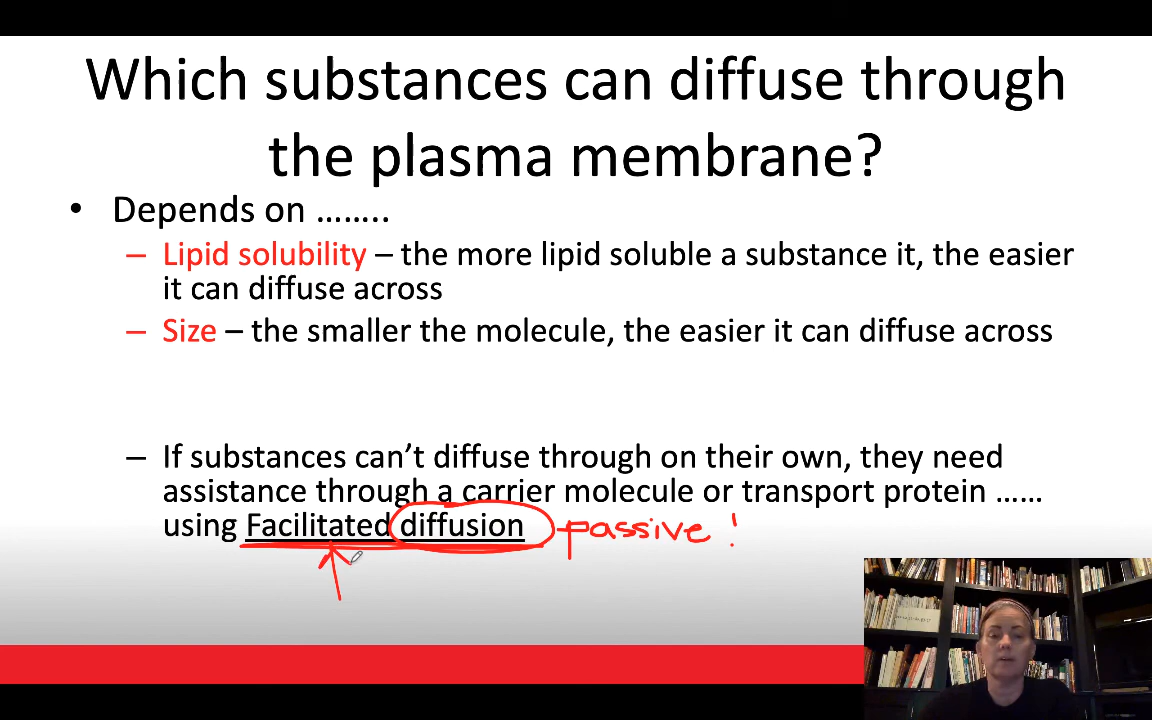 Which substances can diffuse through
the plasma membrane?
• Depends on ……..
– Lipid solubility – the more lipid soluble a substance it, the easier
it can diffuse across
– Size – the smaller the molecule, the easier it can diffuse across
– If substances can’t diffuse through on their own, they need
assistance through a carrier molecule or transport protein ……
using Facilitated diffusion passive !